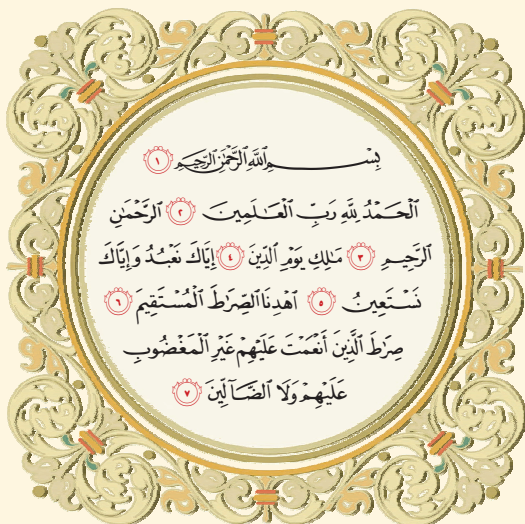 بِسْمِ ٱللَّهِ ٱلرَّحْمَٰنِ ٱلرَّحِيمِ ١
ٱلْحَمْدُ لِلَّهِ رَبِّ ٱلْعَـٰلَمِينَ ٢ ٱلرَّحْمَٰنِ
ٱلرَّحِيمِ ٣ مَـٰلِكِ يَوْمِ ٱلدِّينِ ٤ إِيَّاكَ نَعْبُدُ وَإِيَّاكَ
نَسْتَعِينُ ٥ ٱهْدِنَا ٱلصِّرَٰطَ ٱلْمُسْتَقِيمَ ٦
صِرَٰطَ ٱلَّذِينَ أَنْعَمْتَ عَلَيْهِمْ غَيْرِ ٱلْمَغْضُوبِ
عَلَيْهِمْ وَلَا ٱلضَّآلِّينَ ٧